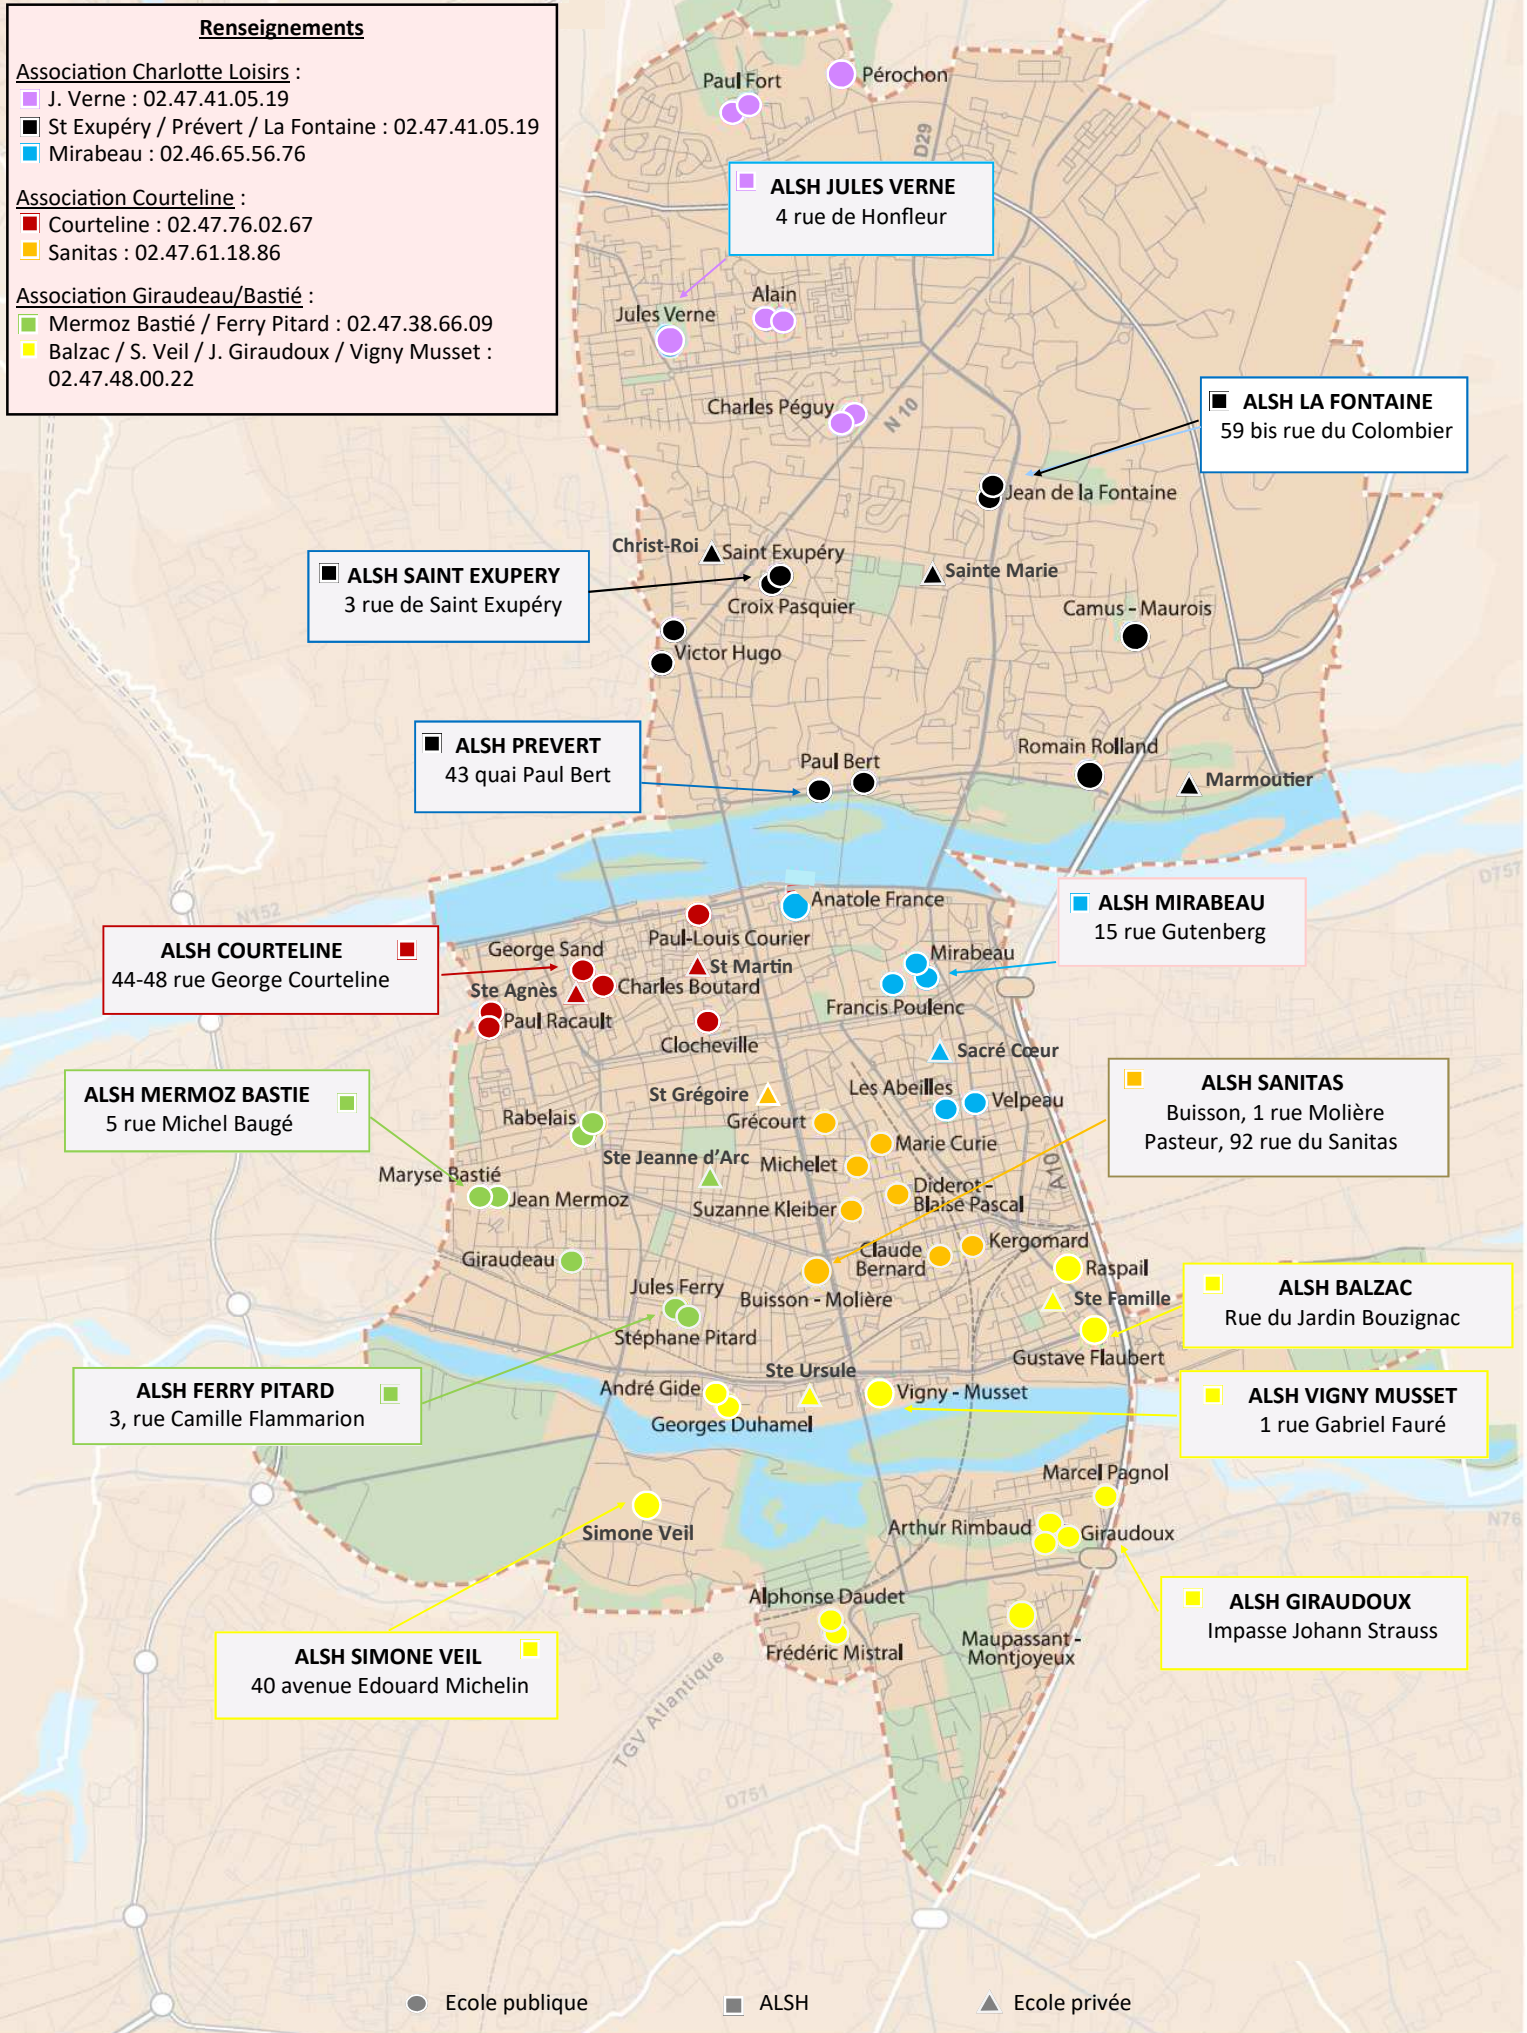 Renseignements
Association Charlotte Loisirs :
J. Verne : 02.47.41.05.19
St Exupéry / Prévert / La Fontaine : 02.47.41.05.19
Mirabeau : 02.46.65.56.76
Association Courteline :
Courteline : 02.47.76.02.67
Sanitas : 02.47.61.18.86
Association Giraudeau/Bastié :
Mermoz Bastié / Ferry Pitard : 02.47.38.66.09
Balzac / S. Veil / J. Giraudoux / Vigny Musset :
02.47.48.00.22
Paul Fort
Pérochon
D29
ALSH JULES VERNE
4 rue de Honfleur
Alain
Jules Verne
Charles Péguy
N 10
ALSH LA FONTAINE
59 bis rue du Colombier
Jean de la Fontaine
Christ-Roi
Saint Exupéry
Sainte Marie
ALSH SAINT EXUPERY
3 rue de Saint Exupéry
Croix Pasquier
Camus - Maurois
Victor Hugo
ALSH PREVERT
43 quai Paul Bert
Paul Bert
Romain Rolland
Marmoutier
D757
N152
Anatole France
ALSH MIRABEAU
15 rue Gutenberg
ALSH COURTELINE
44-48 rue George Courteline
George Sand
Paul-Louis Courier
Mirabeau
St Martin
Ste Agnès
Charles Boutard
Francis Poulenc
Paul Racault
Clocheville
Sacré Cœur
ALSH MERMOZ BASTIE
5 rue Michel Baugé
St Grégoire
Les Abeilles
Velpeau
ALSH SANITAS
Buisson, 1 rue Molière
Pasteur, 92 rue du Sanitas
Rabelais
Grécourt
Marie Curie
Ste Jeanne d’Arc
Michelet
A10
Maryse Bastié
Jean Mermoz
Suzanne Kleiber
Diderot -
Blaise Pascal
Giraudeau
Claude
Bernard
Kergomard
Raspail
Jules Ferry
Buisson - Molière
Ste Famille
ALSH BALZAC
Rue du Jardin Bouzignac
Stéphane Pitard
Gustave Flaubert
ALSH FERRY PITARD
3, rue Camille Flammarion
André Gide
Ste Ursule
Vigny - Musset
ALSH VIGNY MUSSET
1 rue Gabriel Fauré
Georges Duhamel
Marcel Pagnol
Simone Veil
Arthur Rimbaud
Giraudoux
N76
Alphonse Daudet
ALSH GIRAUDOUX
Impasse Johann Strauss
Frédéric Mistral
Maupassant -
Montjoyeux
ALSH SIMONE VEIL
40 avenue Edouard Michelin
TGV Atlantique
D751
Ecole publique
ALSH
Ecole privée